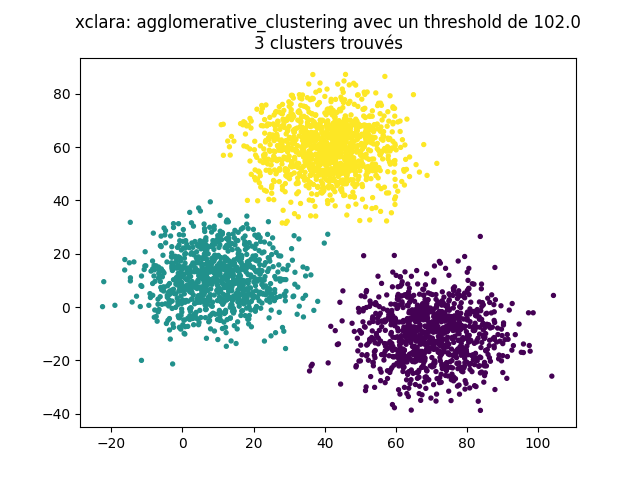 xclara: agglomerative_clustering avec un threshold de 102.0
3 clusters trouvés
80
60
40
20
0
−20
−40
−20 0 20 40 60 80 100